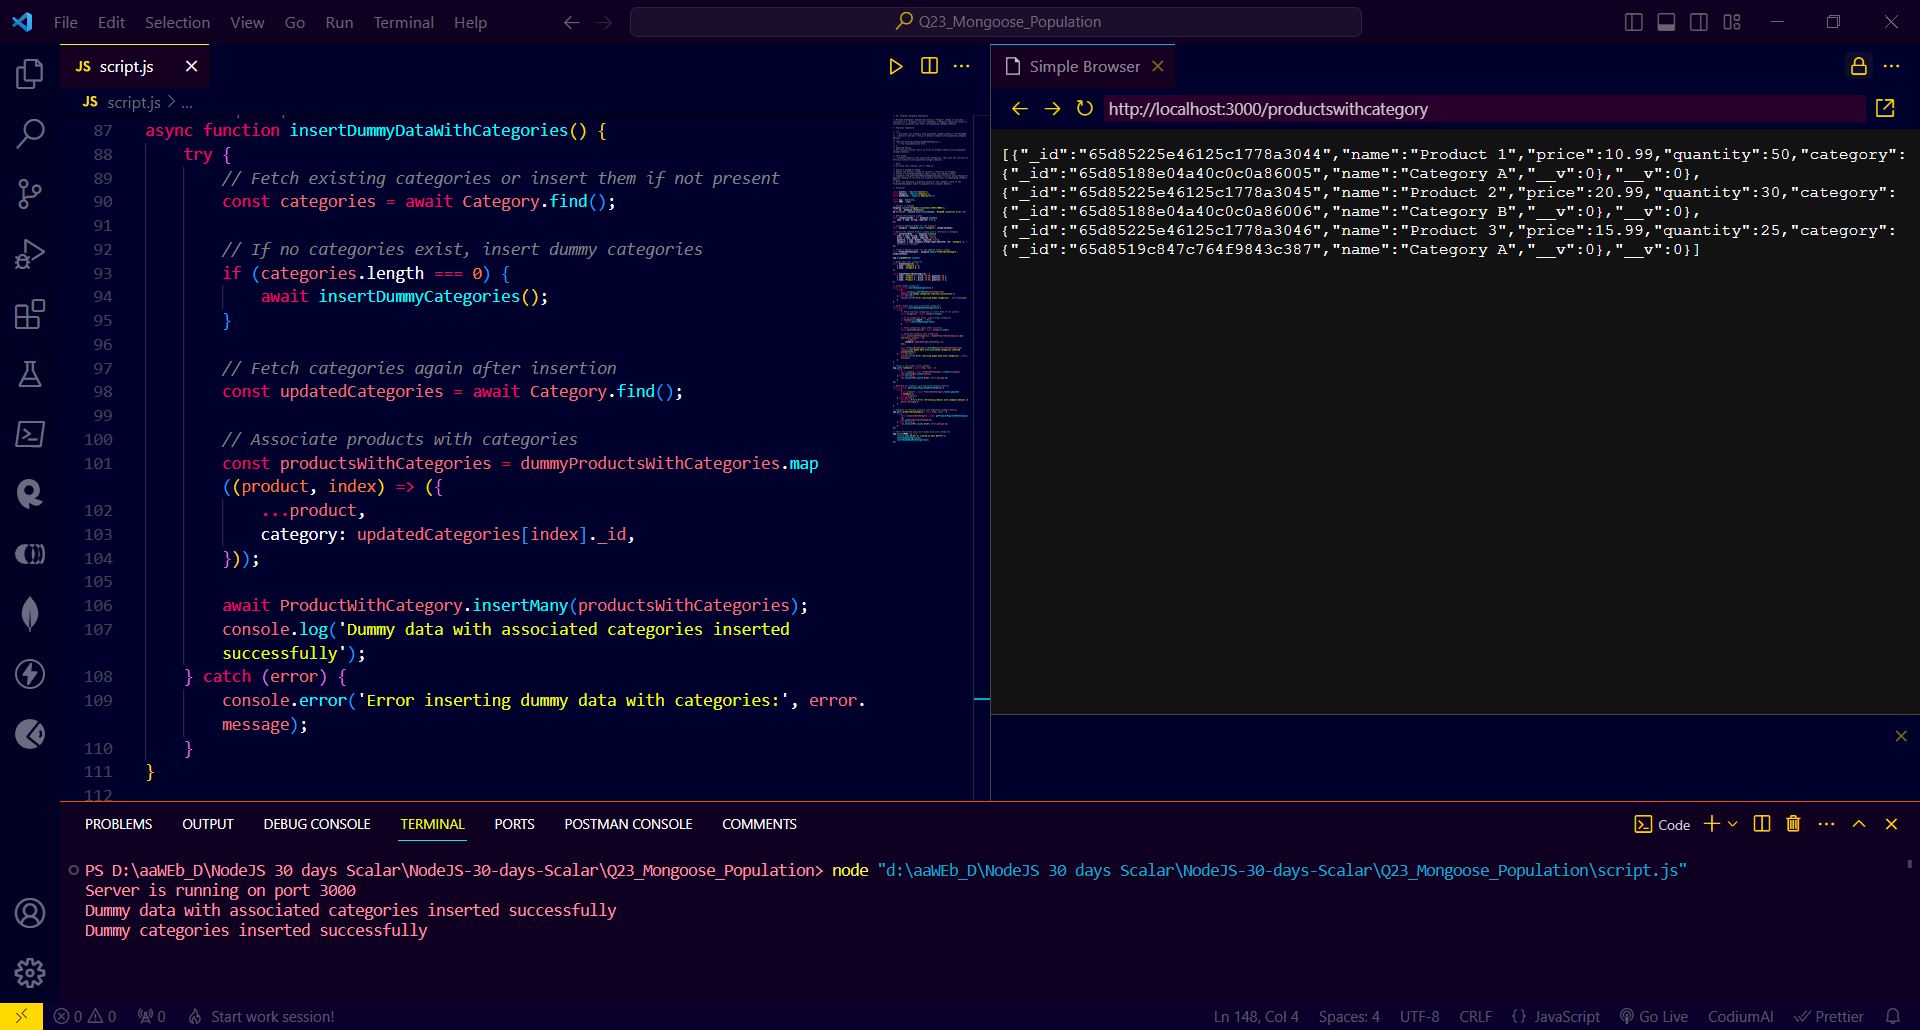 File Edit Selection View Go Run Terminal Help
Q23_Mongoose_Population
JS script.js
JS script.js > ...
87 async function insertDummyDataWithCategories() {
88 try {
89 // Fetch existing categories or insert them if not present
90 const categories = await Category.find();
91
92 // If no categories exist, insert dummy categories
93 if (categories.length === 0) {
94 await insertDummyCategories();
95 }
96
97 // Fetch categories again after insertion
98 const updatedCategories = await Category.find();
99
100 // Associate products with categories
101 const productsWithCategories = dummyProductsWithCategories.map
((product, index) => ({
102 ...product,
103 category: updatedCategories[index]._id,
104 }));
105
106 await ProductWithCategory.insertMany(productsWithCategories);
107 console.log('Dummy data with associated categories inserted
successfully');
108 } catch (error) {
109 console.error('Error inserting dummy data with categories:', error.
message);
110 }
111 }
112
Simple Browser
http://localhost:3000/productswithcategory
[{"_id":"65d85225e46125c1778a3044","name":"Product 1","price":10.99,"quantity":50,"category":
{"_id":"65d85188e04a40c0c0a86005","name":"Category A","__v":0},"__v":0},
{"_id":"65d85225e46125c1778a3045","name":"Product 2","price":20.99,"quantity":30,"category":
{"_id":"65d85188e04a40c0c0a86006","name":"Category B","__v":0},"__v":0},
{"_id":"65d85225e46125c1778a3046","name":"Product 3","price":15.99,"quantity":25,"category":
{"_id":"65d8519c847c764f9843c387","name":"Category A","__v":0},"__v":0}]
PROBLEMS OUTPUT DEBUG CONSOLE TERMINAL PORTS POSTMAN CONSOLE COMMENTS
Code
PS D:\aaWEb_D\NodeJS 30 days Scalar\NodeJS-30-days-Scalar\Q23_Mongoose_Population> node "d:\aaWEb_D\NodeJS 30 days Scalar\NodeJS-30-days-Scalar\Q23_Mongoose_Population\script.js"
Server is running on port 3000
Dummy data with associated categories inserted successfully
Dummy categories inserted successfully
0 0 0 Start work session! Ln 148, Col 4 Spaces: 4 UTF-8 CRLF {} JavaScript Go Live CodiumAI Prettier